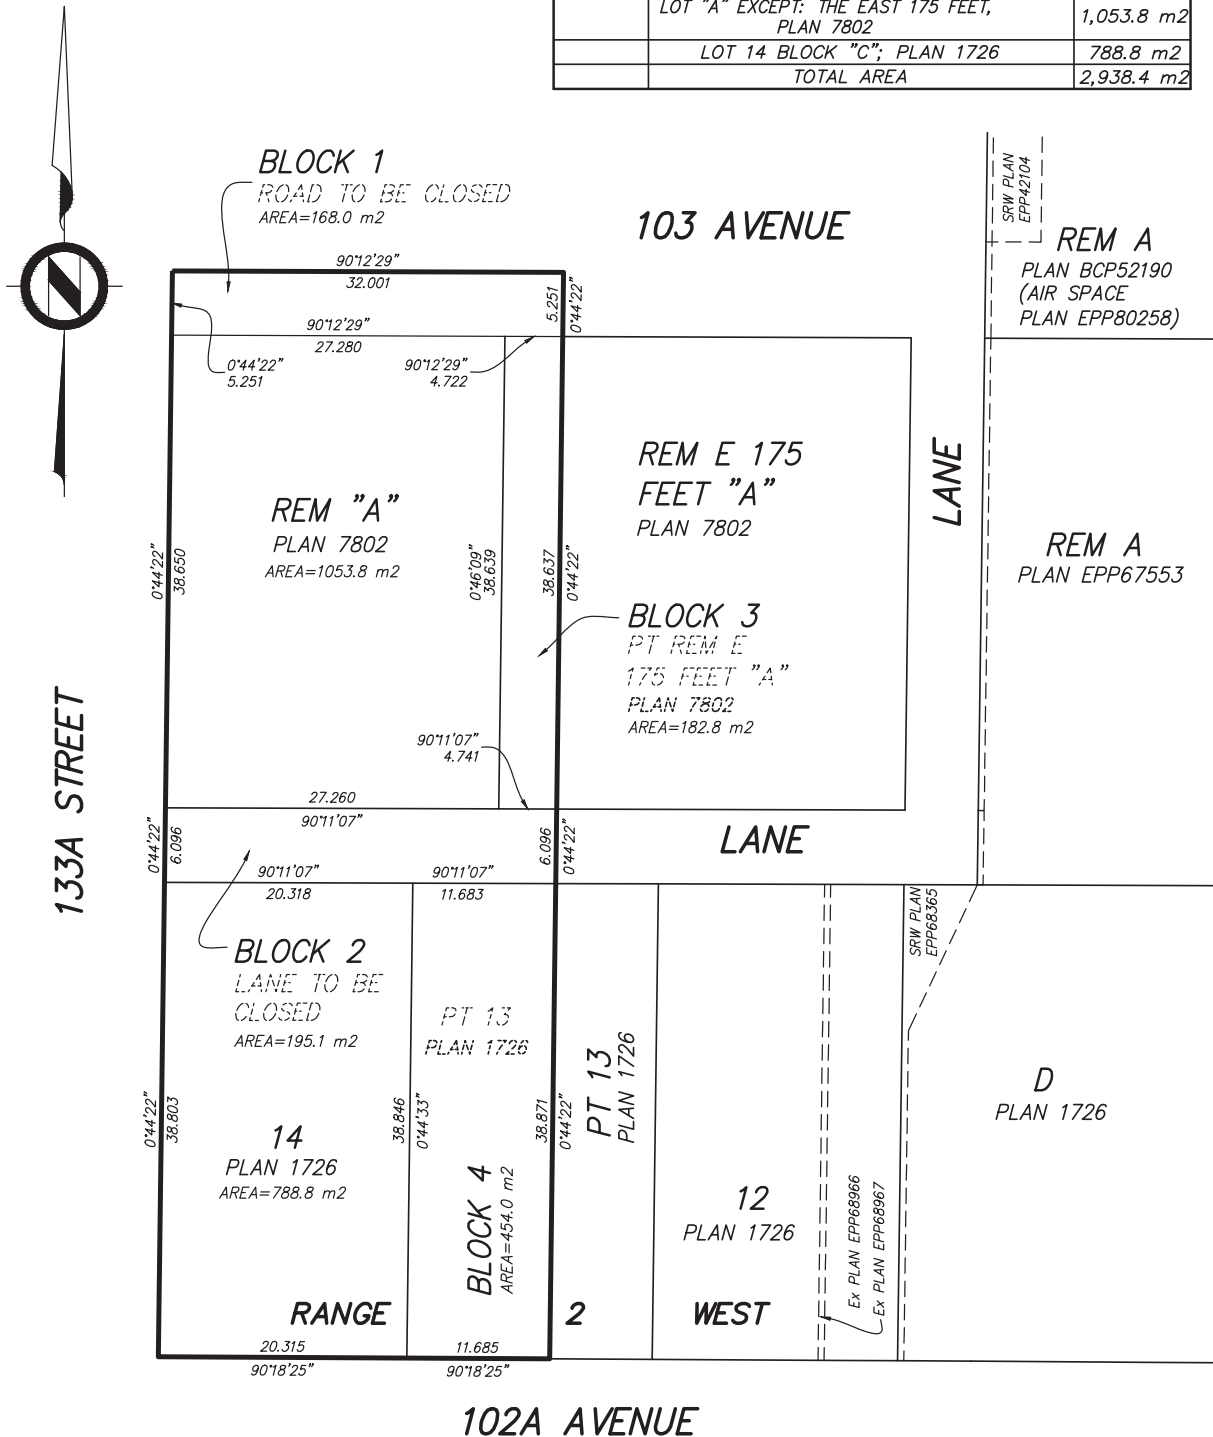 LOT "A" EXCEPT: THE EAST 175 FEET,
PLAN 7802
1,053.8 m2
LOT 14 BLOCK "C"; PLAN 1726
788.8 m2
TOTAL AREA
2,938.4 m2
BLOCK 1
ROAD TO BE CLOSED
AREA=168.0 m2
103 AVENUE
SRW PLAN
EPP42104
REM A
PLAN BCP52190
(AIR SPACE
PLAN EPP80258)
90°12'29"
32.001
5.251
0°44'22"
90°12'29"
27.280
0°44'22"
5.251
90°12'29"
4.722
REM "A"
PLAN 7802
AREA=1053.8 m2
REM E 175
FEET "A"
PLAN 7802
LANE
REM A
PLAN EPP67553
0°44'22"
38.650
0°46'09"
38.639
38.637
0°44'22"
BLOCK 3
PT REM E
175 FEET "A"
PLAN 7802
AREA=182.8 m2
133A STREET
90°11'07"
4.741
27.260
90°11'07"
0°44'22"
6.096
6.096
0°44'22"
LANE
90°11'07"
20.318
90°11'07"
11.683
BLOCK 2
LANE TO BE
CLOSED
AREA=195.1 m2
PT 13
PLAN 1726
SRW PLAN
EPP68365
PT 13
PLAN 1726
D
PLAN 1726
0°44'22"
38.803
38.846
0°44'33"
38.871
0°44'22"
14
PLAN 1726
AREA=788.8 m2
BLOCK 4
AREA=454.0 m2
12
PLAN 1726
Ex PLAN EPP68966
Ex PLAN EPP68967
RANGE 2 WEST
20.315
90°18'25"
11.685
90°18'25"
102A AVENUE